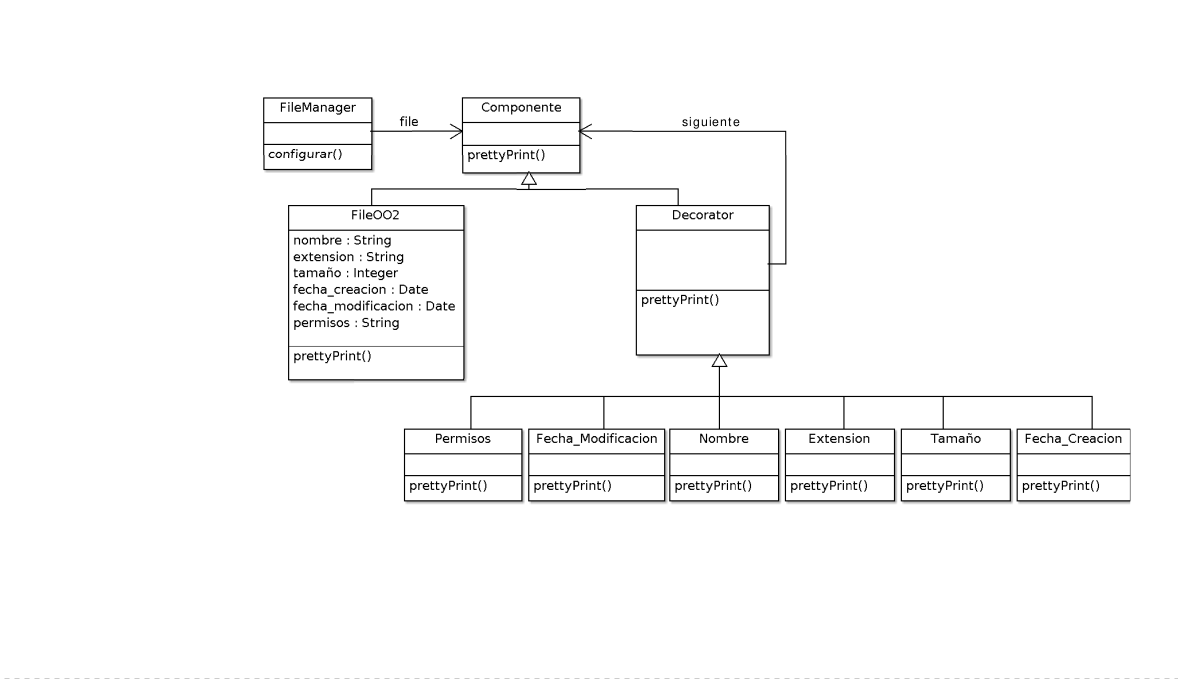 FileManager
configurar()
file
Componente
prettyPrint()
siguiente
FileOO2
nombre : String
extension : String
tamaño : Integer
fecha_creacion : Date
fecha_modificacion : Date
permisos : String
prettyPrint()
Decorator
prettyPrint()
Permisos
prettyPrint()
Fecha_Modificacion
prettyPrint()
Nombre
prettyPrint()
Extension
prettyPrint()
Tamaño
prettyPrint()
Fecha_Creacion
prettyPrint()